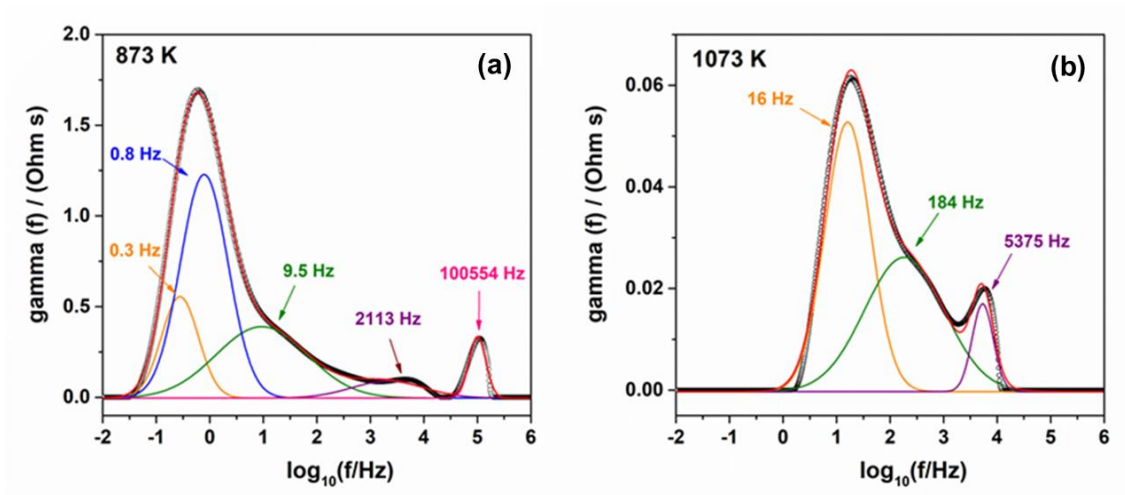 873 K
(a)
2.0
1.5
1.0
0.5
0.0
gamma (f) / (Ohm s)
0.8 Hz
0.3 Hz
9.5 Hz
2113 Hz
100554 Hz
-2 -1 0 1 2 3 4 5 6
log10(f/Hz)
1073 K
(b)
0.06
0.04
0.02
0.00
gamma (f) / (Ohm s)
16 Hz
184 Hz
5375 Hz
-2 -1 0 1 2 3 4 5 6
log10(f/Hz)